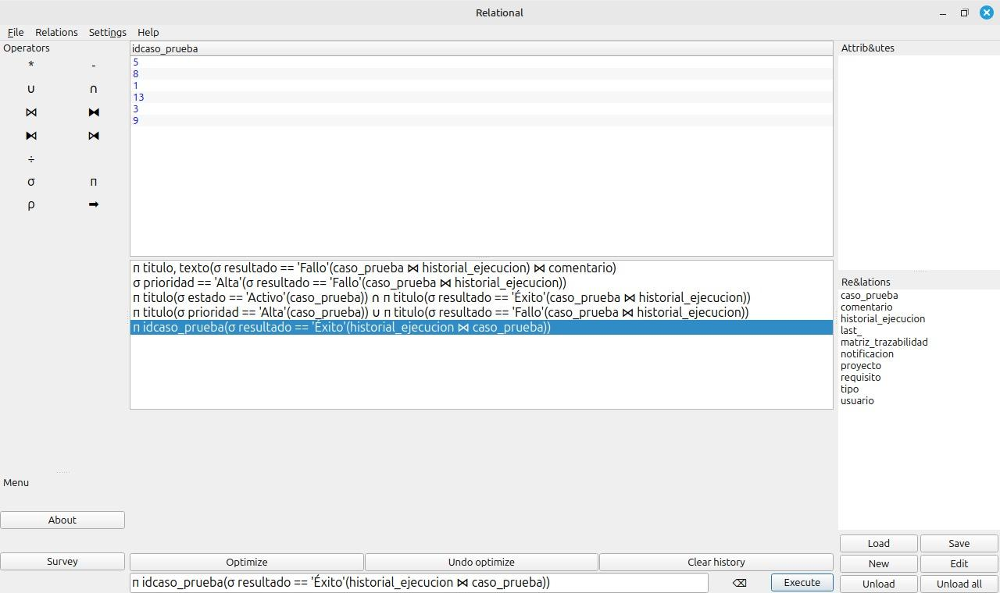 Relational
File Relations Settings Help
Operators
* -
∪ ∩
⋈ ⧓
⧑ ⧒
÷
σ π
ρ ➡
Menu
About
Survey
idcaso_prueba
5
8
1
13
3
9
π titulo, texto(σ resultado == 'Fallo'(caso_prueba ⋈ historial_ejecucion) ⋈ comentario)
σ prioridad == 'Alta'(σ resultado == 'Fallo'(caso_prueba ⋈ historial_ejecucion))
π titulo(σ estado == 'Activo'(caso_prueba)) ∩ π titulo(σ resultado == 'Éxito'(caso_prueba ⋈ historial_ejecucion))
π titulo(σ prioridad == 'Alta'(caso_prueba)) ∪ π titulo(σ resultado == 'Fallo'(caso_prueba ⋈ historial_ejecucion))
π idcaso_prueba(σ resultado == 'Éxito'(historial_ejecucion ⋈ caso_prueba))
Optimize Undo optimize Clear history
π idcaso_prueba(σ resultado == 'Éxito'(historial_ejecucion ⋈ caso_prueba)) ⌫ Execute
Attrib&utes
Re&lations
caso_prueba
comentario
historial_ejecucion
last_
matriz_trazabilidad
notificacion
proyecto
requisito
tipo
usuario
Load Save
New Edit
Unload Unload all